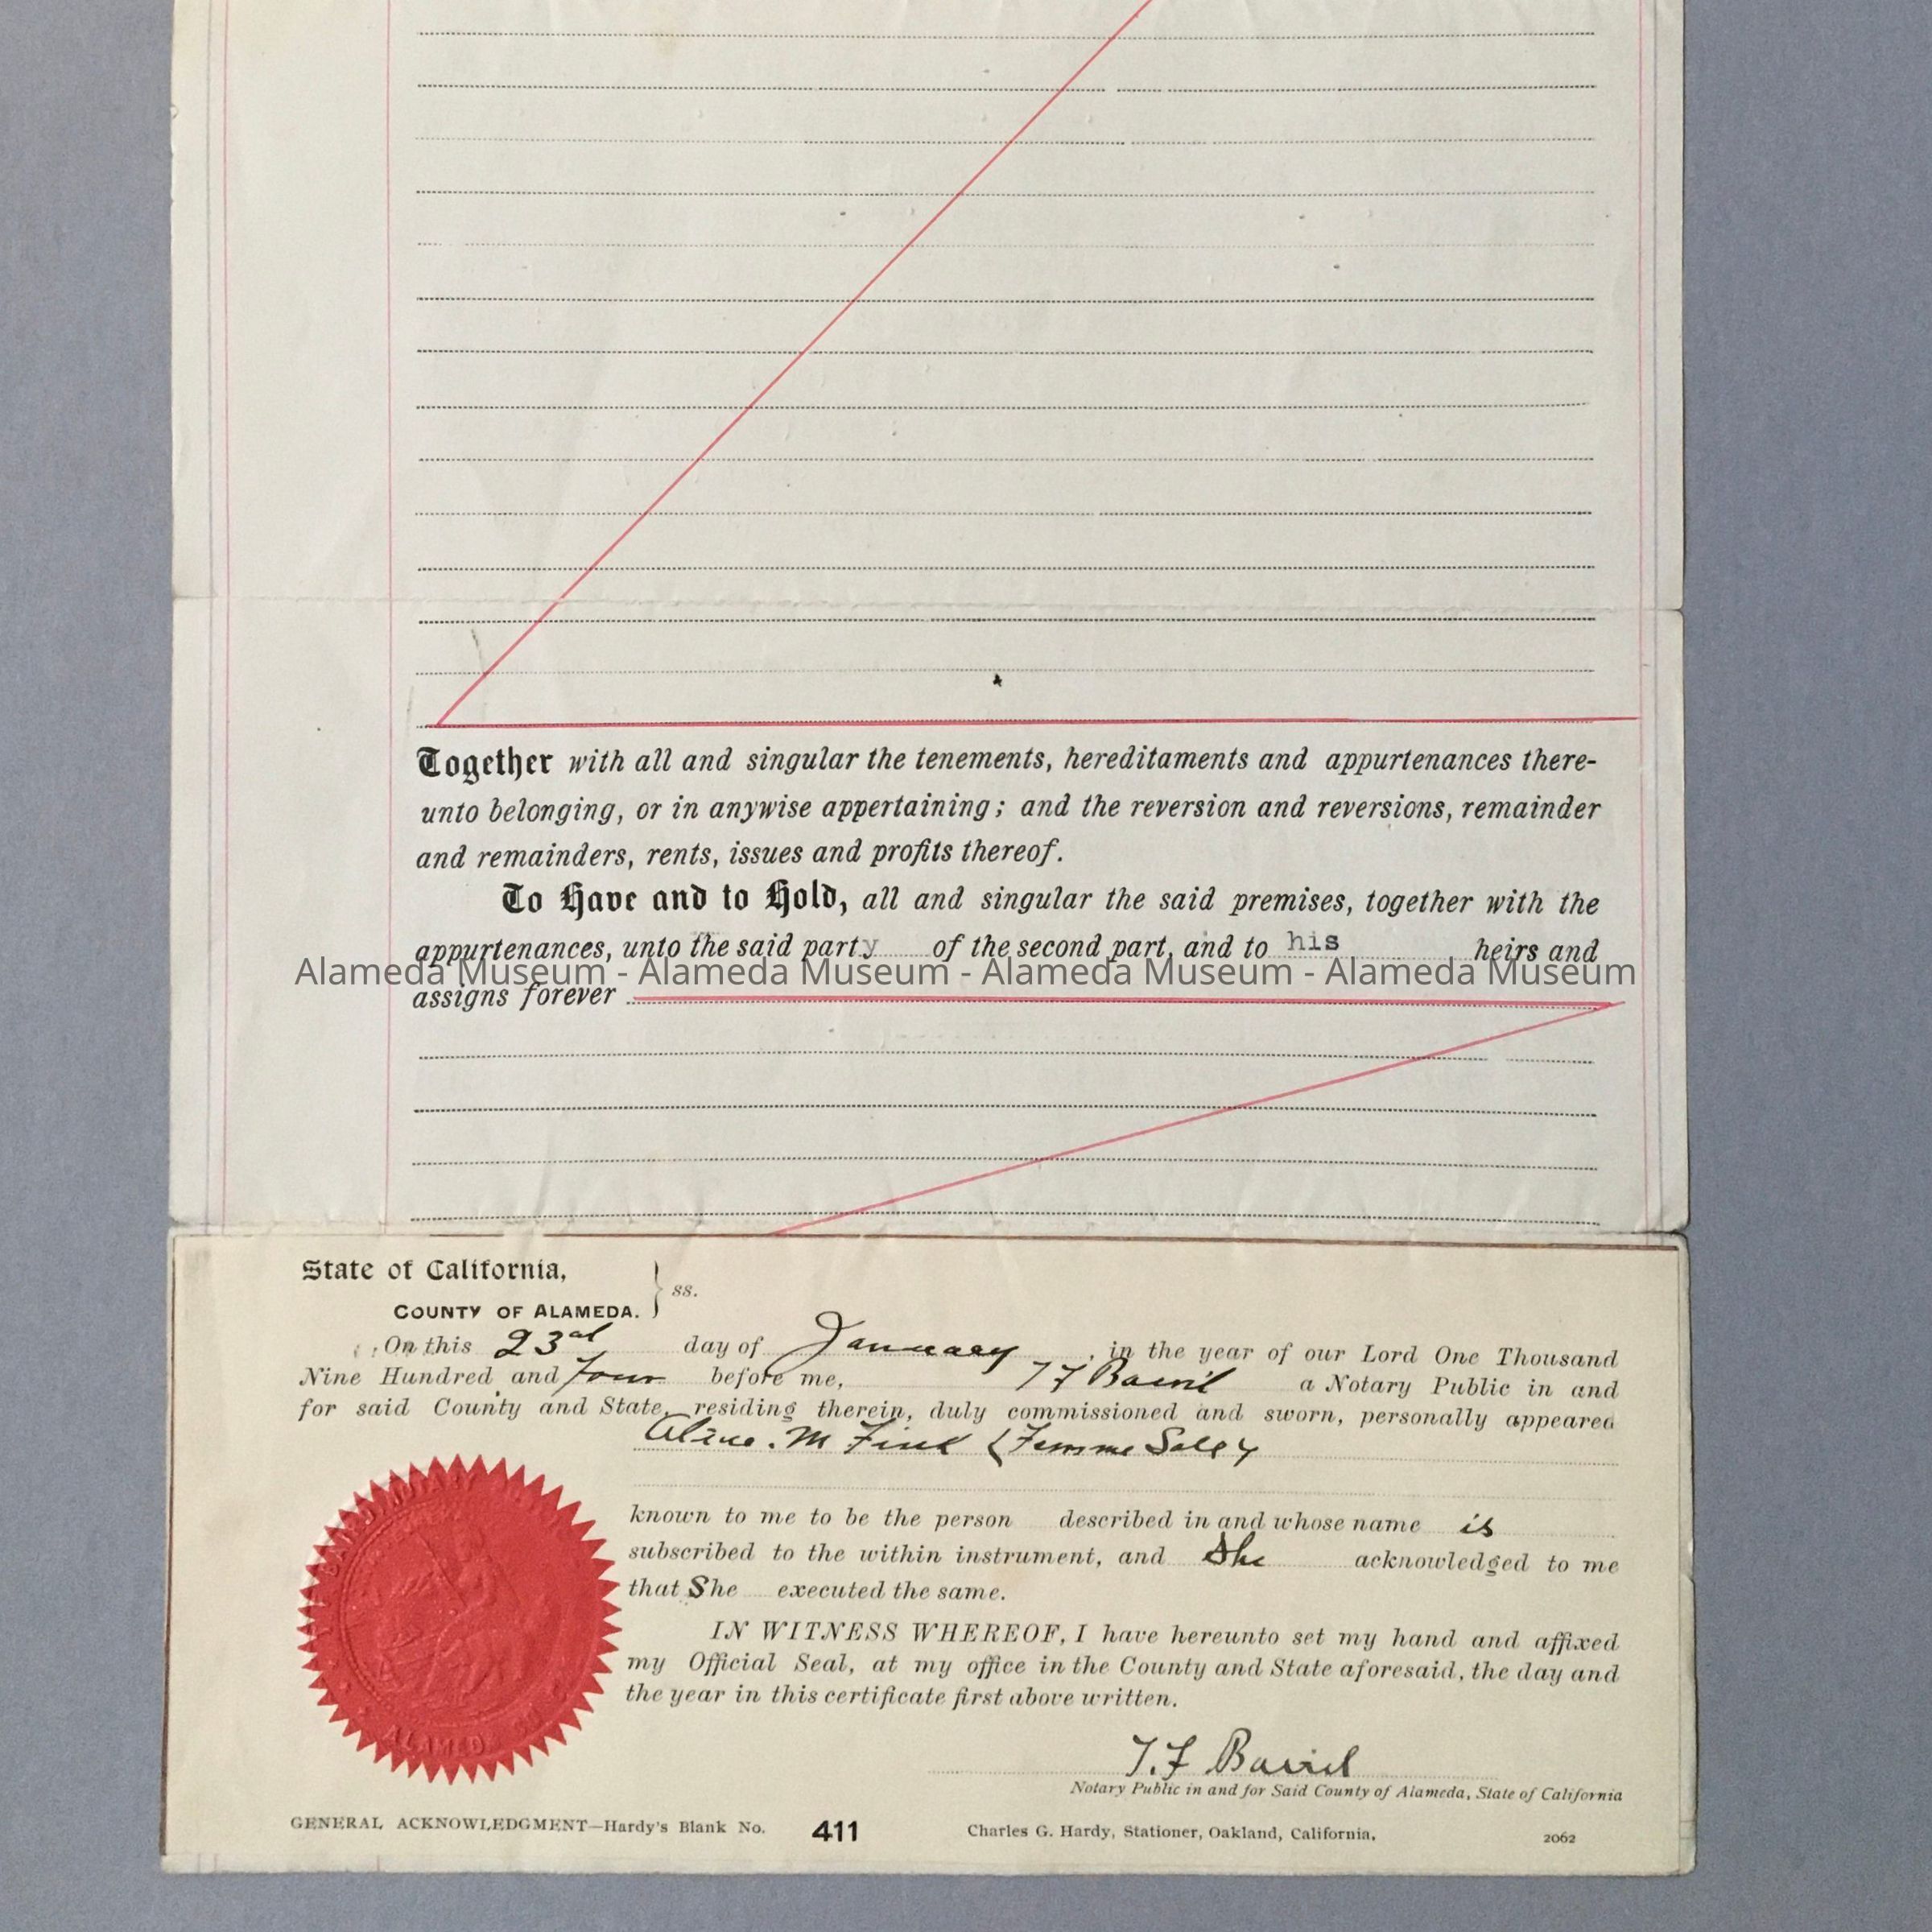 Together with all and singular the tenements, hereditaments and appurtenances there-
unto belonging, or in anywise appertaining; and the reversion and reversions, remainder
and remainders, rents, issues and profits thereof.
To Have and to Hold, all and singular the said premises, together with the
appurtenances, unto the said party of the second part, and to his heirs and
Alameda Museum - Alameda Museum - Alameda Museum - Alameda Museum
assigns forever
State of California,
COUNTY OF ALAMEDA. } ss.
On this 23rd day of January, in the year of our Lord One Thousand
Nine Hundred and Four before me, T F Baird a Notary Public in and
for said County and State, residing therein, duly commissioned and sworn, personally appeared
M Fink (Femme Sole)
known to me to be the person described in and whose name is
subscribed to the within instrument, and She acknowledged to me
that She executed the same.
IN WITNESS WHEREOF, I have hereunto set my hand and affixed
my Official Seal, at my office in the County and State aforesaid, the day and
the year in this certificate first above written.
T. F Baird
Notary Public in and for Said County of Alameda, State of California
GENERAL ACKNOWLEDGMENT—Hardy's Blank No. 411 Charles G. Hardy, Stationer, Oakland, California, 2062
ALAMEDA CO